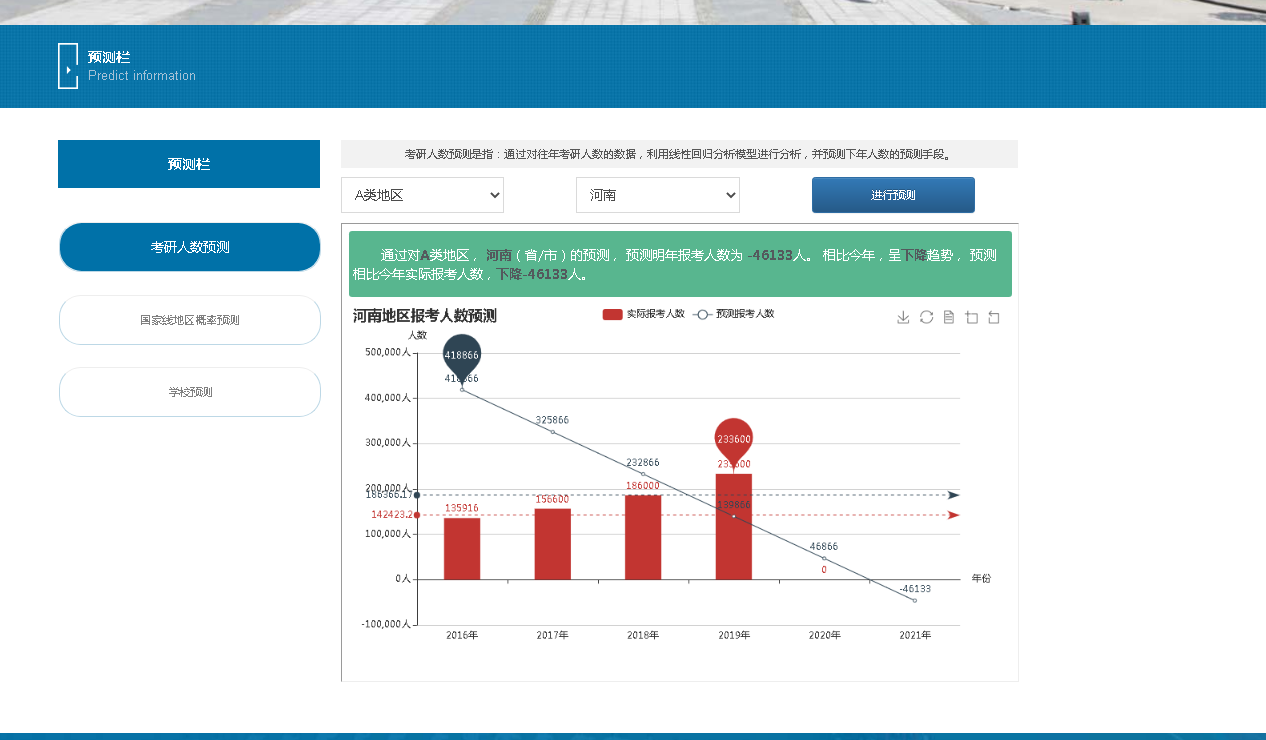 预测栏
Predict information
预测栏
考研人数预测是指：通过对往年考研人数的数据，利用线性回归分析模型进行分析，并预测下年人数的预测手段。
A类地区
河南
进行预测
考研人数预测
国家线地区概率预测
学校预测
通过对A类地区， 河南（省/市）的预测， 预测明年报考人数为 -46133人。 相比今年，呈下降趋势， 预测
相比今年实际报考人数，下降-46133人。
河南地区报考人数预测
实际报考人数
预测报考人数
人数
500,000人
400,000人
300,000人
200,000人
186366.17
142423.2
100,000人
0人
-100,000人
418866
418866
325866
232866
139866
46866
-46133
135916
156600
186000
233600
233600
0
年份
2016年
2017年
2018年
2019年
2020年
2021年